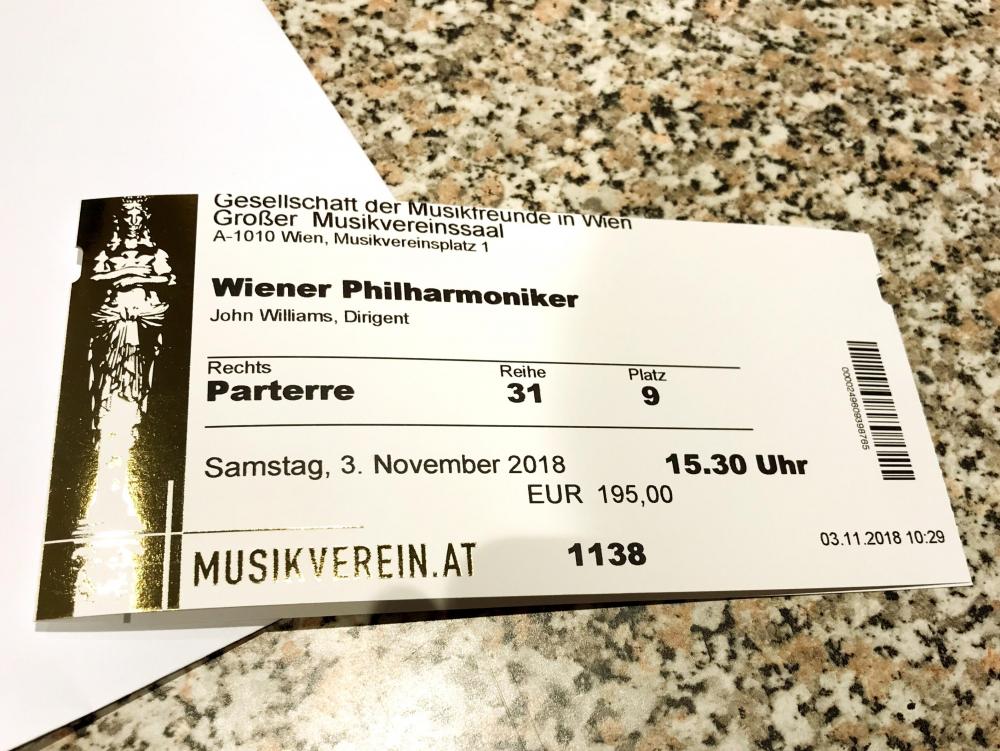 Gesellschaft der Musikfreunde in Wien
Großer Musikvereinssaal
A-1010 Wien, Musikvereinsplatz 1
Wiener Philharmoniker
John Williams, Dirigent
Rechts Reihe Platz
Parterre 31 9
Samstag, 3. November 2018 15.30 Uhr
EUR 195,00
MUSIKVEREIN.AT 1138
03.11.2018 10:29